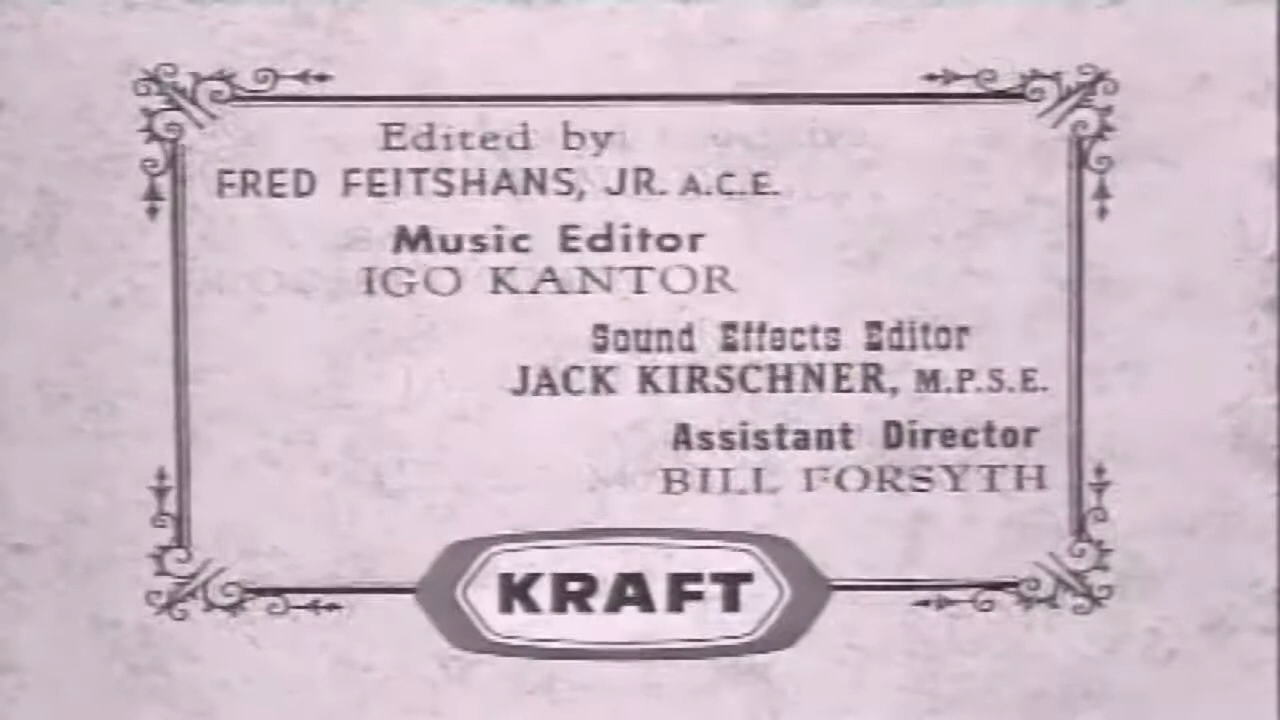 Edited by
FRED FEITSHANS, JR. A.C.E.
Music Editor
IGO KANTOR
Sound Effects Editor
JACK KIRSCHNER, M.P.S.E.
Assistant Director
BILL FORSYTH
KRAFT